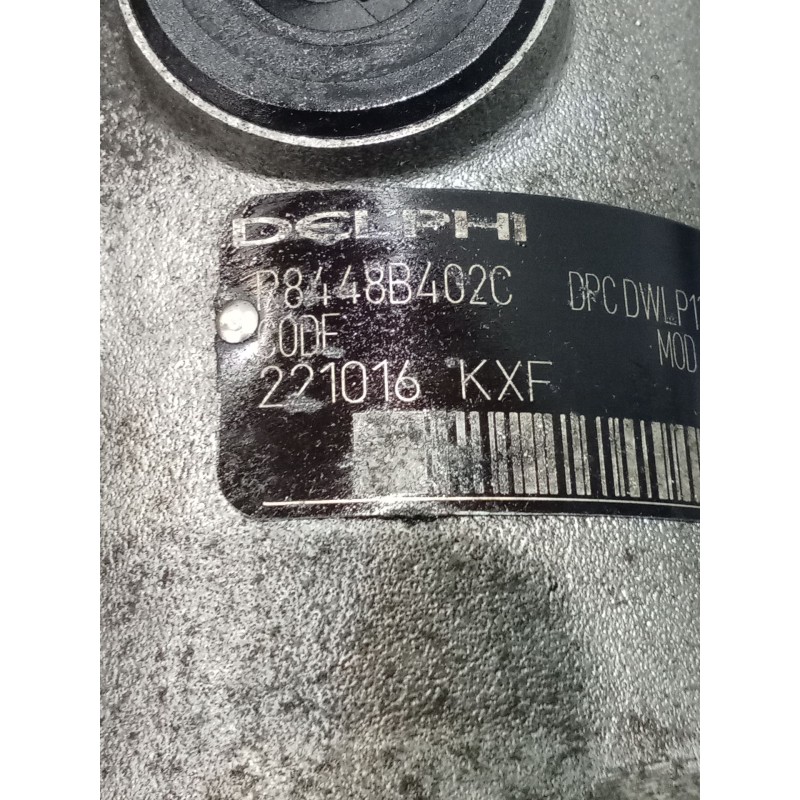 DELPHI
R8448B402C DPC DWLP1
CODE MOD
221016 KXF